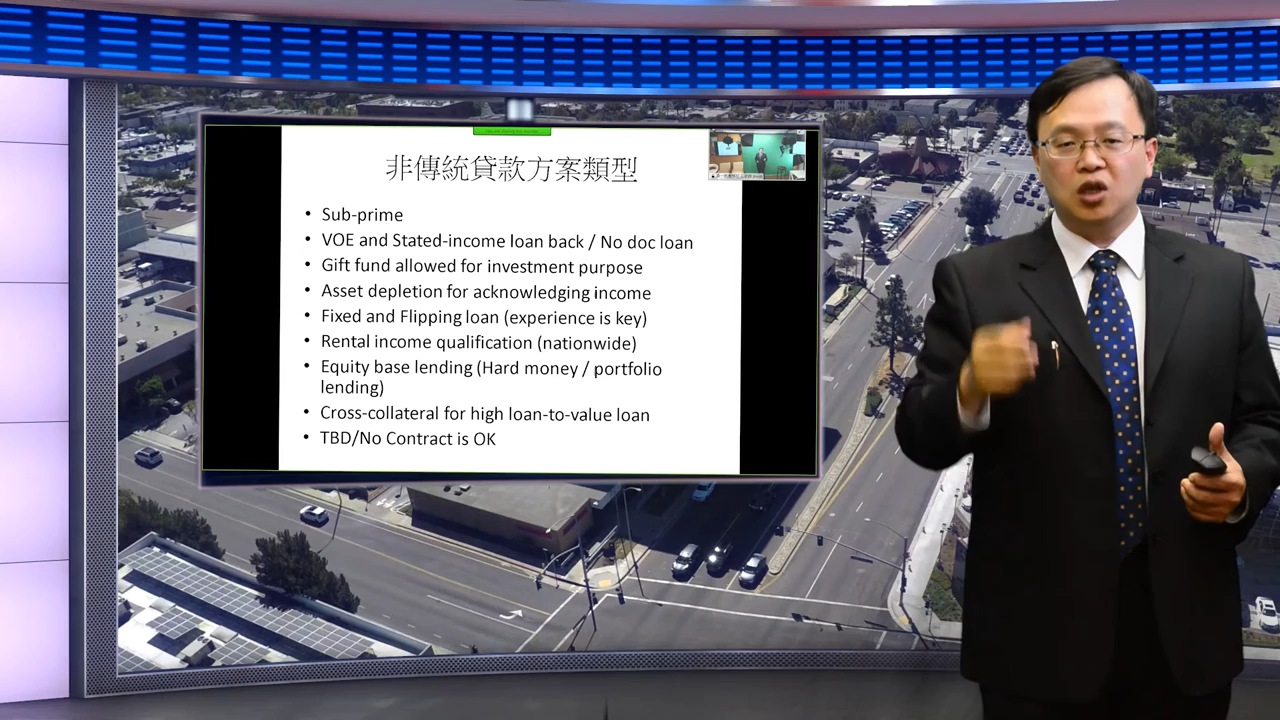 非傳統貸款方案類型
• Sub-prime
• VOE and Stated-income loan back / No doc loan
• Gift fund allowed for investment purpose
• Asset depletion for acknowledging income
• Fixed and Flipping loan (experience is key)
• Rental income qualification (nationwide)
• Equity base lending (Hard money / portfolio
lending)
• Cross-collateral for high loan-to-value loan
• TBD/No Contract is OK